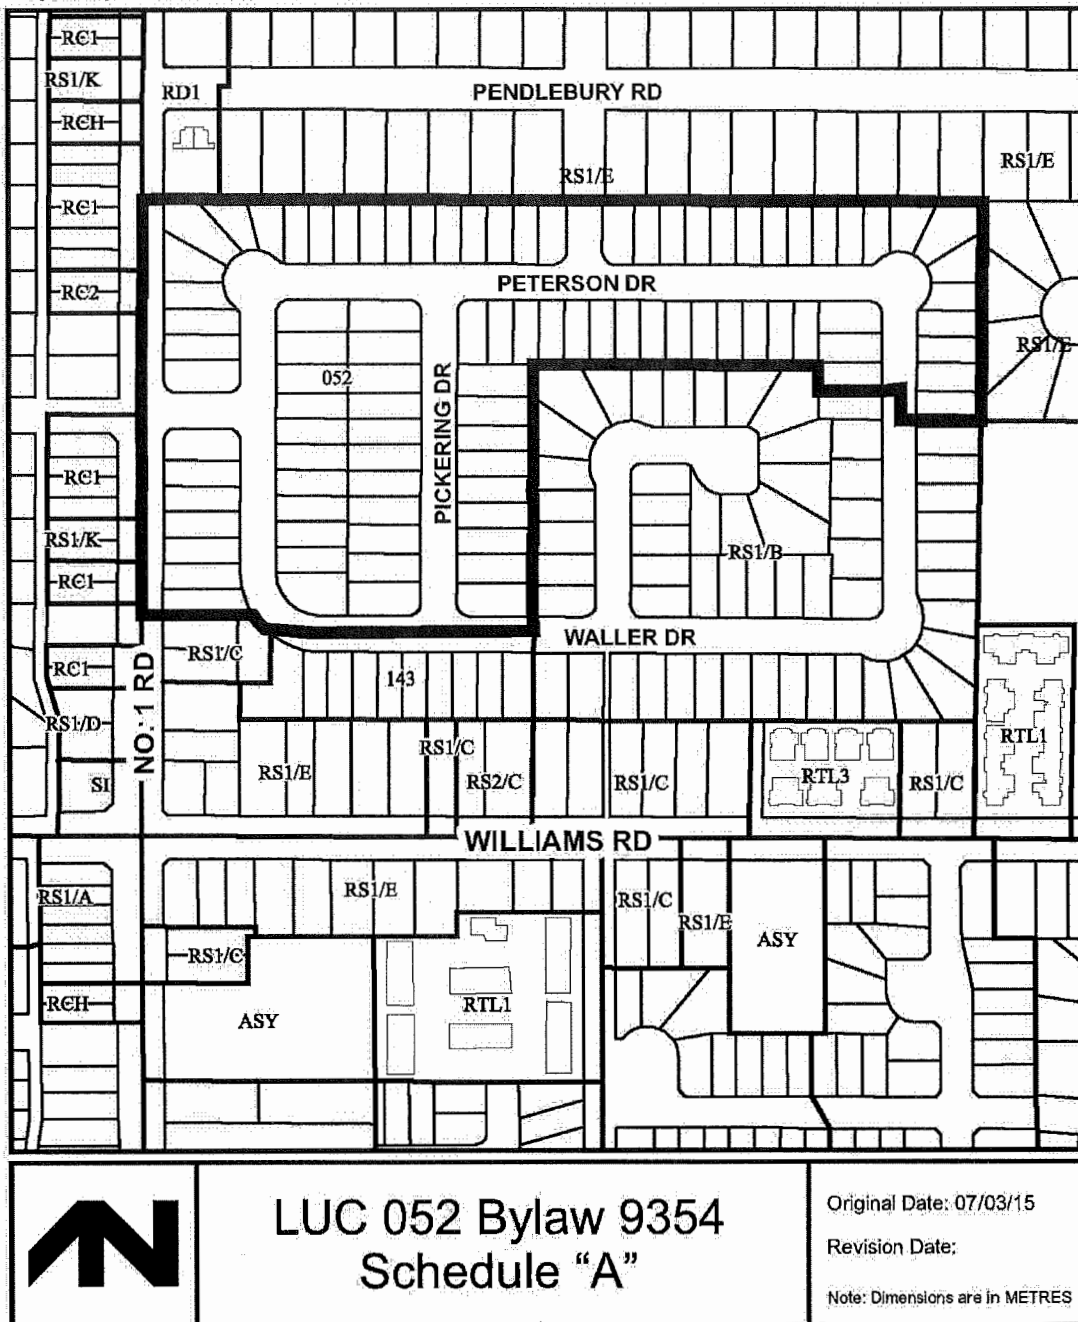 RC1
RS1/K
RD1
PENDLEBURY RD
RCH
RS1/E
RS1/E
RC1
PETERSON DR
RC2
RS1/E
052
PICKERING DR
RC1
RS1/K
RS1/B
RC1
WALLER DR
RS1/C
RC1
143
NO. 1 RD
RS1/D
RTL1
RS1/C
RS1/E
RS2/C
RS1/C
RTL3
RS1/C
SI
WILLIAMS RD
RS1/A
RS1/E
RS1/C
RS1/E
ASY
RS1/C
RCH
RTL1
ASY
LUC 052 Bylaw 9354
Schedule “A”
Original Date: 07/03/15
Revision Date:
Note: Dimensions are in METRES
N